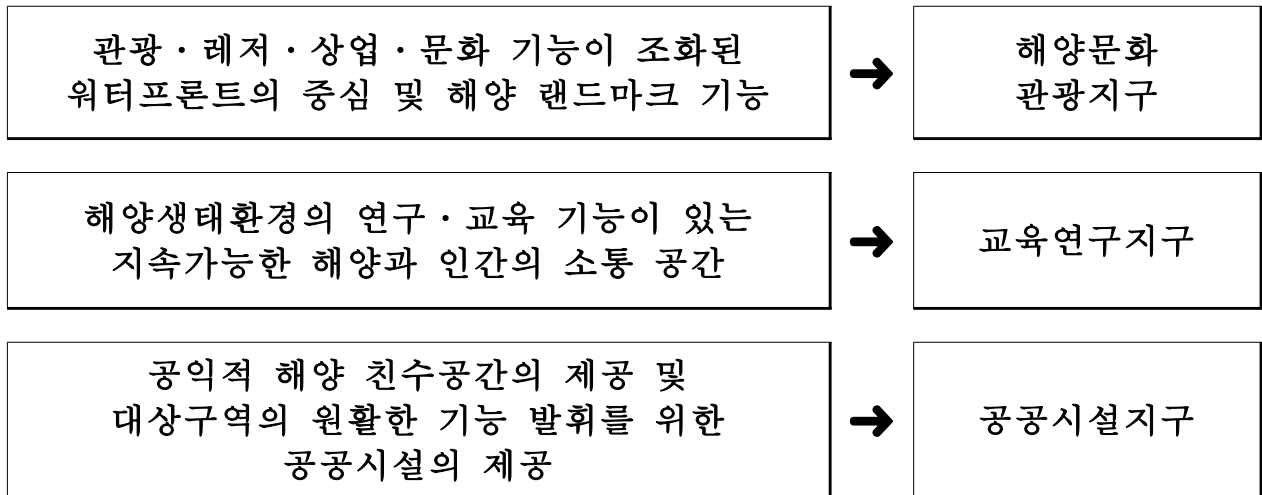 관광·레저·상업·문화 기능이 조화된
워터프론트의 중심 및 해양 랜드마크 기능
해양문화
관광지구
해양생태환경의 연구·교육 기능이 있는
지속가능한 해양과 인간의 소통 공간
교육연구지구
공익적 해양 친수공간의 제공 및
대상구역의 원활한 기능 발휘를 위한
공공시설의 제공
공공시설지구